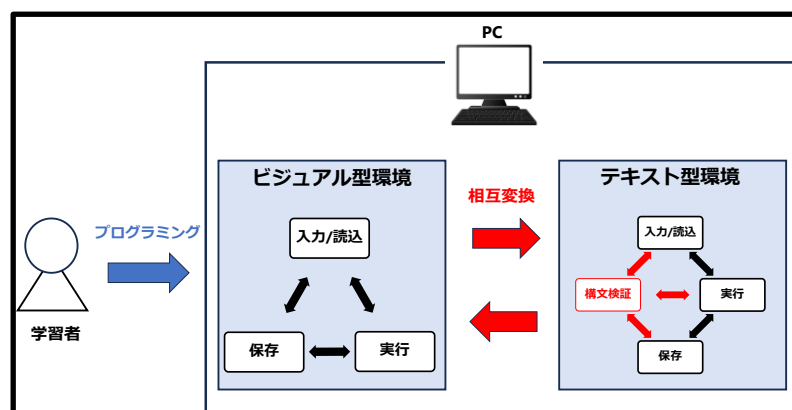 PC
ビジュアル型環境
テキスト型環境
相互変換
プログラミング
学習者
入力/読込
保存
実行
入力/読込
構文検証
実行
保存